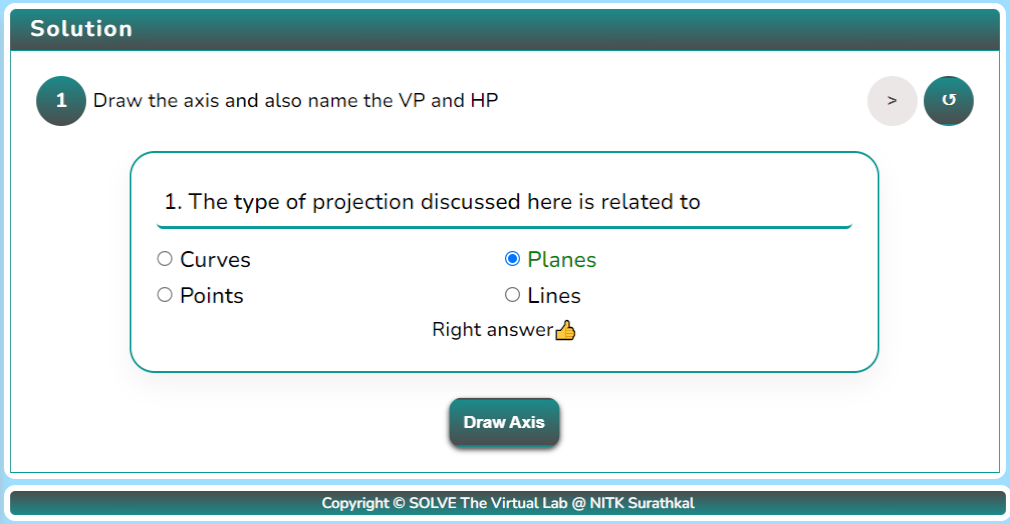 Solution
1 Draw the axis and also name the VP and HP > ↺
1. The type of projection discussed here is related to
Curves Planes
Points Lines
Right answer👍
Draw Axis
Copyright © SOLVE The Virtual Lab @ NITK Surathkal